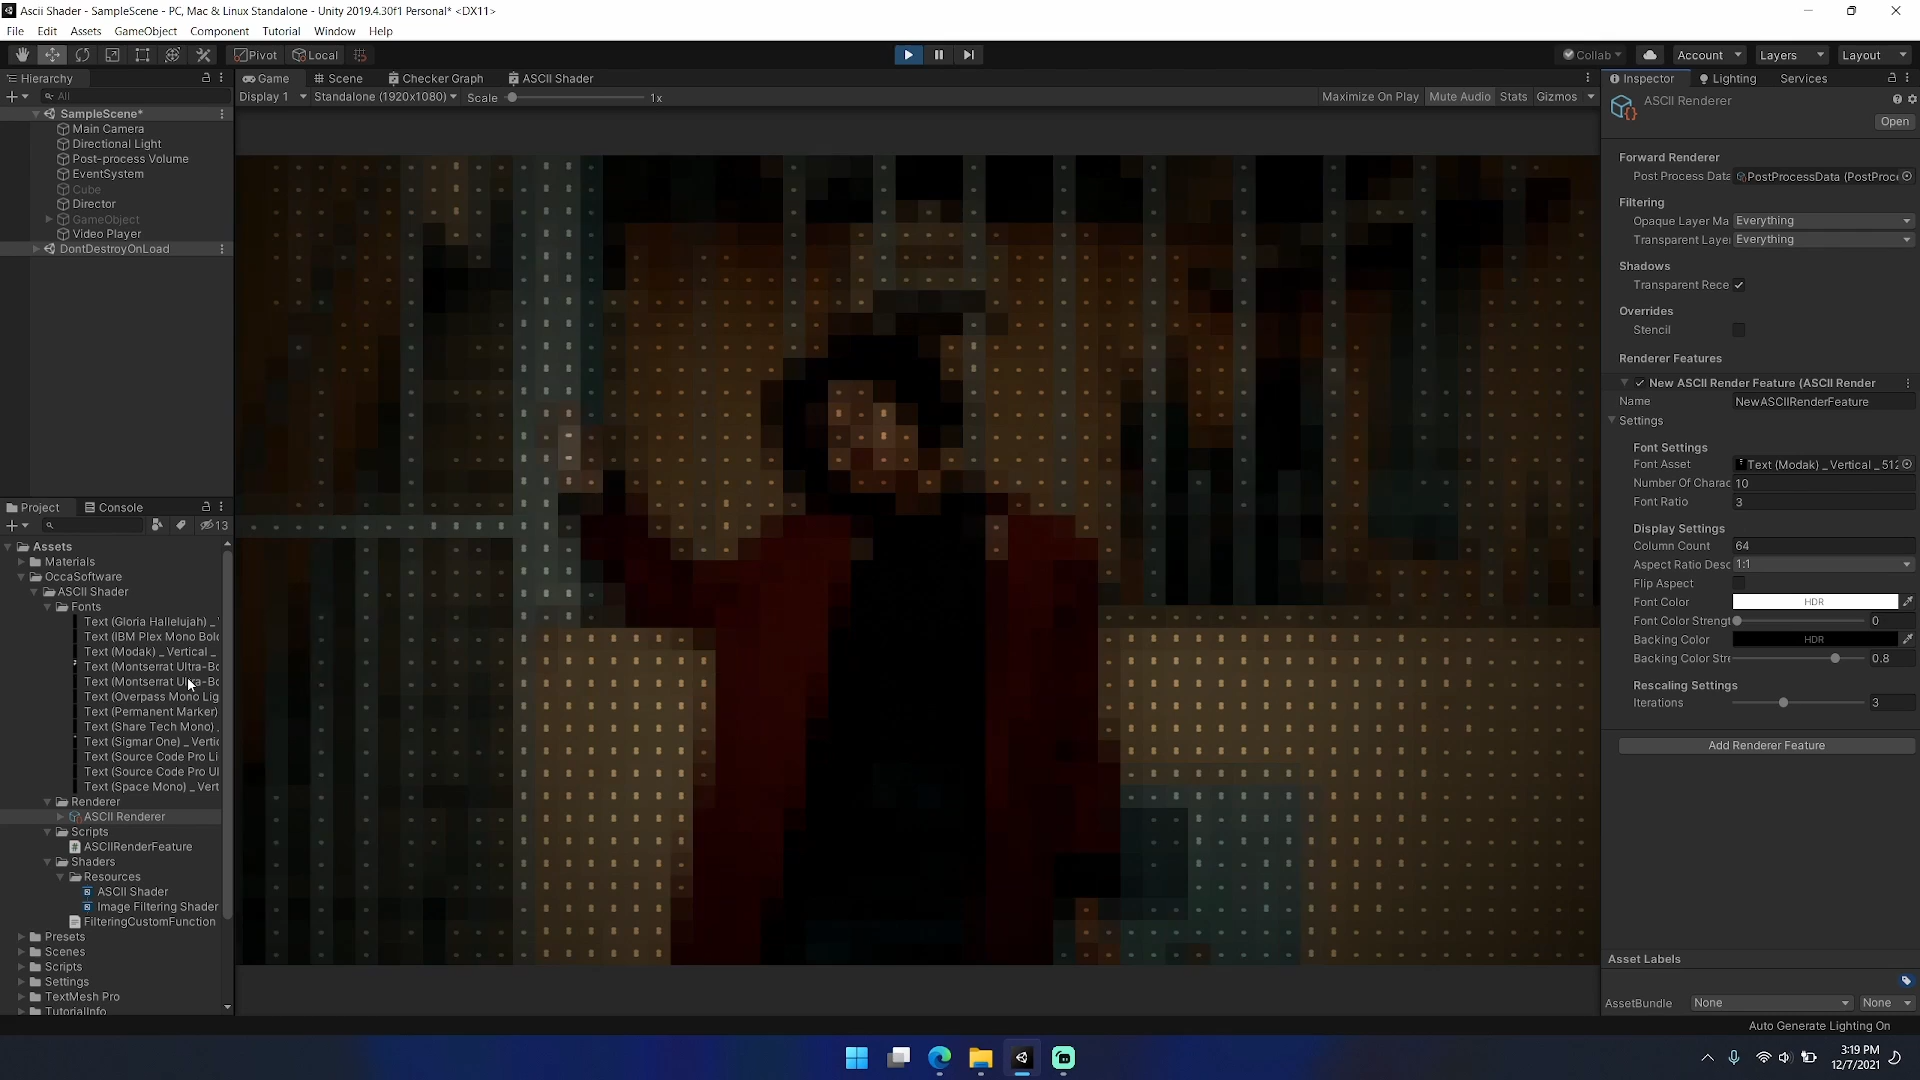 Ascii Shader - SampleScene - PC, Mac & Linux Standalone - Unity 2019.4.30f1 Personal* <DX11>
File Edit Assets GameObject Component Tutorial Window Help
Pivot Local Collab Account Layers Layout
Hierarchy
All
SampleScene*
Main Camera
Directional Light
Post-process Volume
EventSystem
Cube
Director
GameObject
Video Player
DontDestroyOnLoad
Game Scene Checker Graph ASCII Shader
Display 1 Standalone (1920x1080) Scale 1x Maximize On Play Mute Audio Stats Gizmos
Project Console
13
Assets
Materials
OccaSoftware
ASCII Shader
Fonts
Text (Gloria Hallelujah) _
Text (IBM Plex Mono Bold
Text (Modak) _ Vertical _
Text (Montserrat Ultra-Bo
Text (Montserrat Ultra-Bo
Text (Overpass Mono Lig
Text (Permanent Marker)
Text (Share Tech Mono)
Text (Sigmar One) _ Vertic
Text (Source Code Pro Li
Text (Source Code Pro Ul
Text (Space Mono) _ Vert
Renderer
ASCII Renderer
Scripts
ASCIIRenderFeature
Shaders
Resources
ASCII Shader
Image Filtering Shader
FilteringCustomFunction
Presets
Scenes
Scripts
Settings
TextMesh Pro
TutorialInfo
Inspector Lighting Services
ASCII Renderer
Open
Forward Renderer
Post Process Data PostProcessData (PostProce
Filtering
Opaque Layer Ma Everything
Transparent Layer Everything
Shadows
Transparent Rece
Overrides
Stencil
Renderer Features
New ASCII Render Feature (ASCII Render
Name NewASCIIRenderFeature
Settings
Font Settings
Font Asset Text (Modak) _ Vertical _ 512
Number Of Charac 10
Font Ratio 3
Display Settings
Column Count 64
Aspect Ratio Desc 1:1
Flip Aspect
Font Color HDR
Font Color Strengt 0
Backing Color HDR
Backing Color Stre 0.8
Rescaling Settings
Iterations 3
Add Renderer Feature
Asset Labels
AssetBundle None None
Auto Generate Lighting On
3:19 PM
12/7/2021